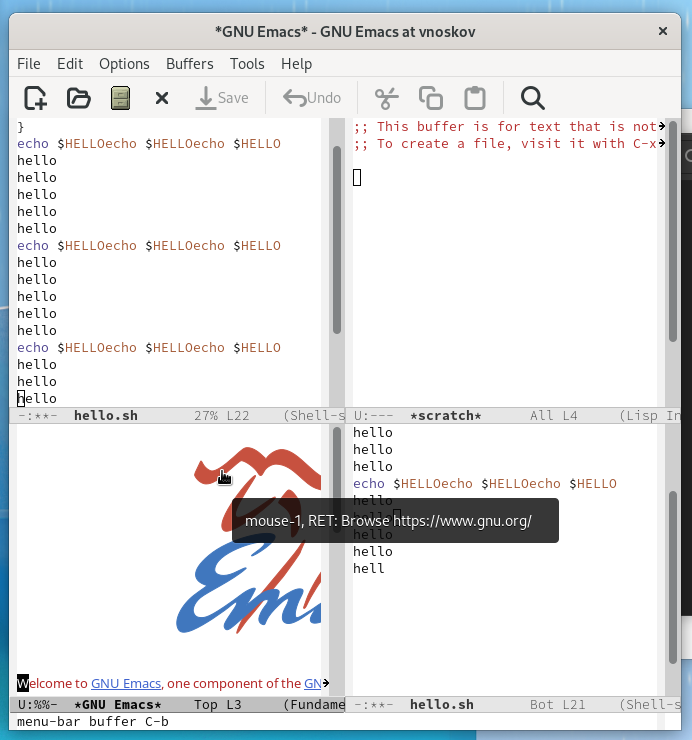 *GNU Emacs* - GNU Emacs at vnoskov
File Edit Options Buffers Tools Help
Save Undo
}
echo $HELLOecho $HELLOecho $HELLO
hello
hello
hello
hello
hello
echo $HELLOecho $HELLOecho $HELLO
hello
hello
hello
hello
hello
echo $HELLOecho $HELLOecho $HELLO
hello
hello
hello
-:**- hello.sh 27% L22 (Shell-s
;; This buffer is for text that is not
;; To create a file, visit it with C-x
U:--- *scratch* All L4 (Lisp In
Em
mouse-1, RET: Browse https://www.gnu.org/
Welcome to GNU Emacs, one component of the GN
U:%%- *GNU Emacs* Top L3 (Fundame
hello
hello
hello
echo $HELLOecho $HELLOecho $HELLO
hello
hello
hello
hello
hell
-:**- hello.sh Bot L21 (Shell-s
menu-bar buffer C-b